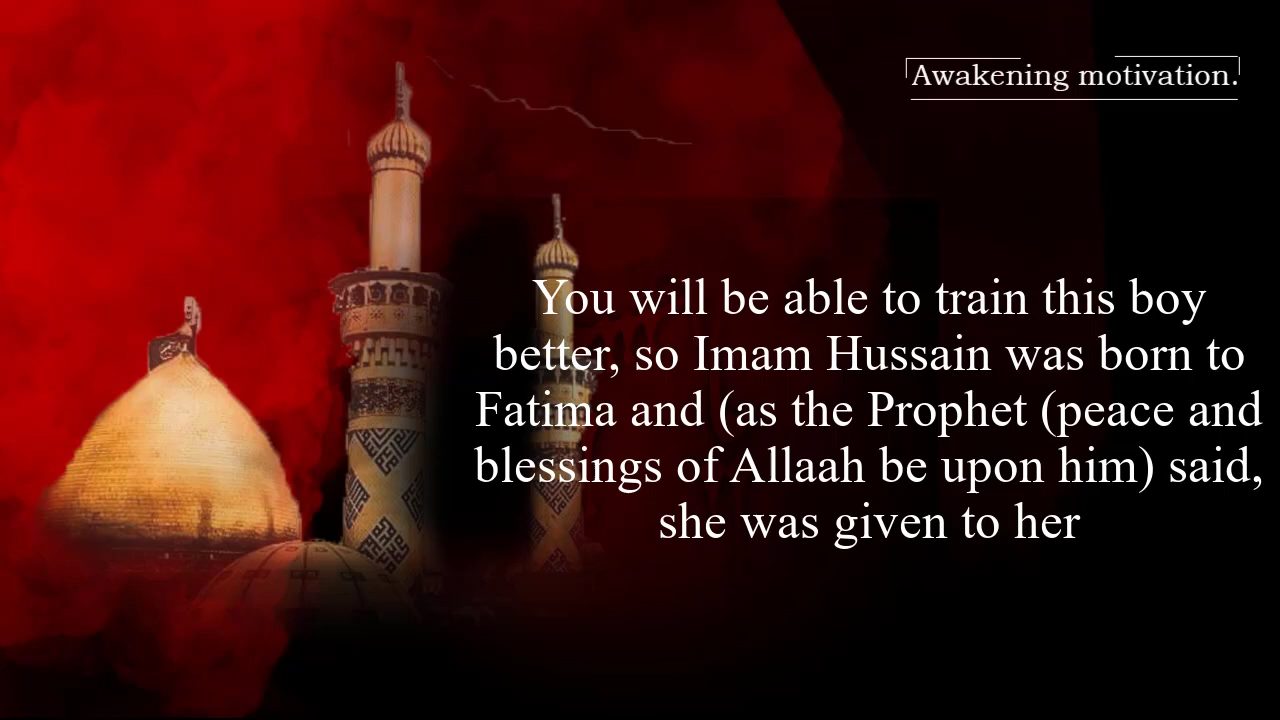 Awakening motivation.
You will be able to train this boy
better, so Imam Hussain was born to
Fatima and (as the Prophet (peace and
blessings of Allaah be upon him) said,
she was given to her